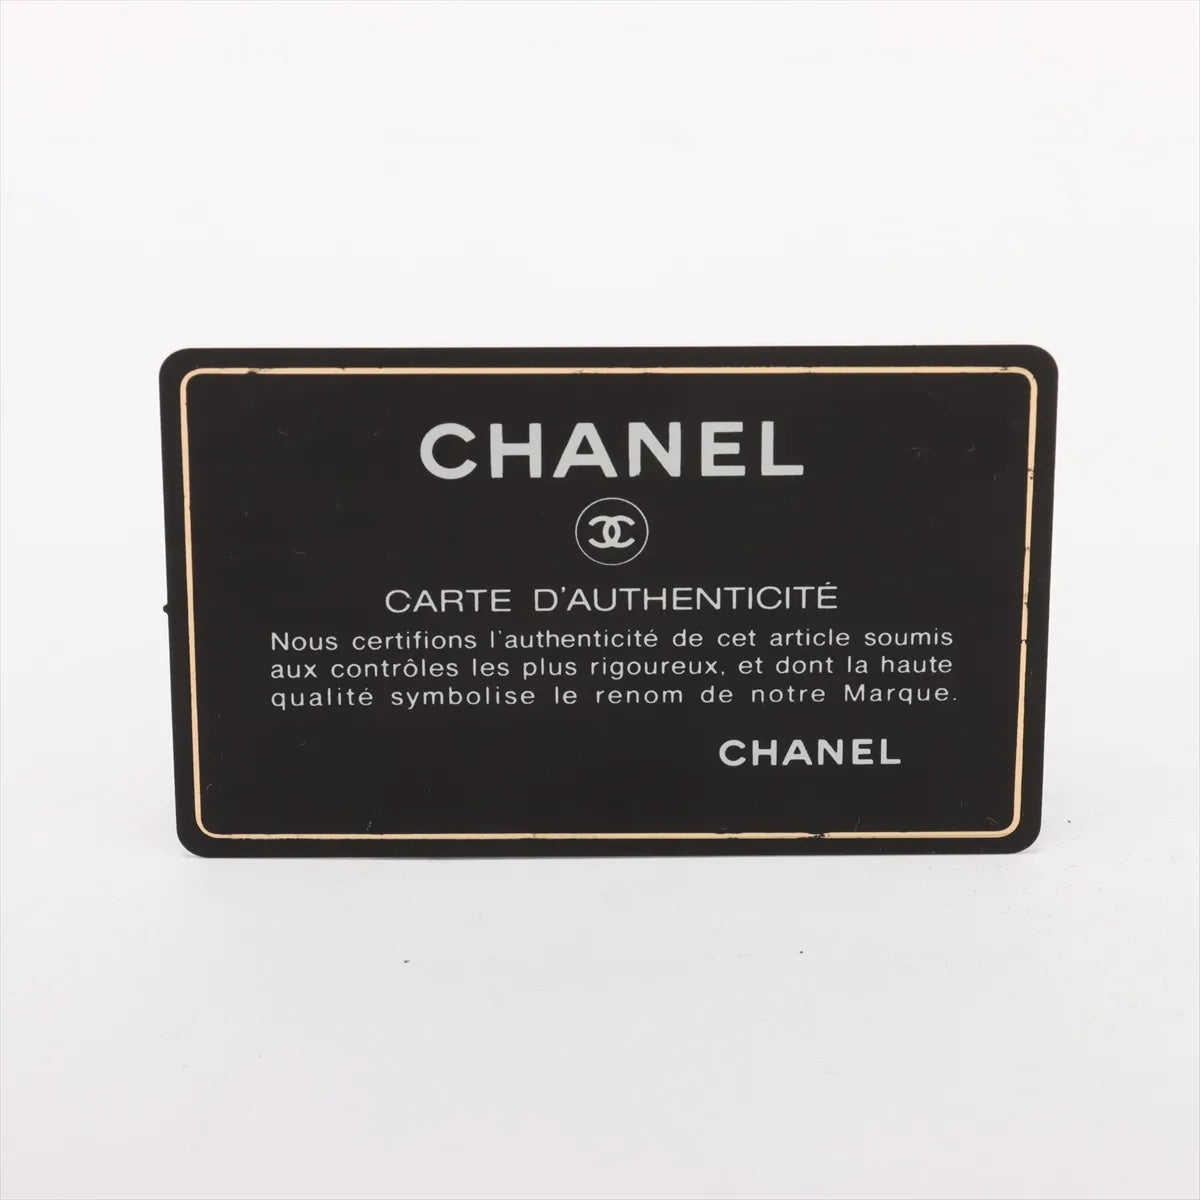 CHANEL
CARTE D'AUTHENTICITÉ
Nous certifions l'authenticité de cet article soumis
aux contrôles les plus rigoureux, et dont la haute
qualité symbolise le renom de notre Marque.
CHANEL